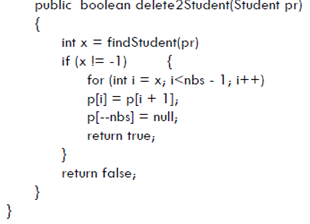 public boolean delete2Student(Student pr)
{
int x = findStudent(pr)
if (x != -1) {
for (int i = x; i<nbs - 1; i++)
p[i] = p[i + 1];
p[--nbs] = null;
return true;
}
return false;
}
}